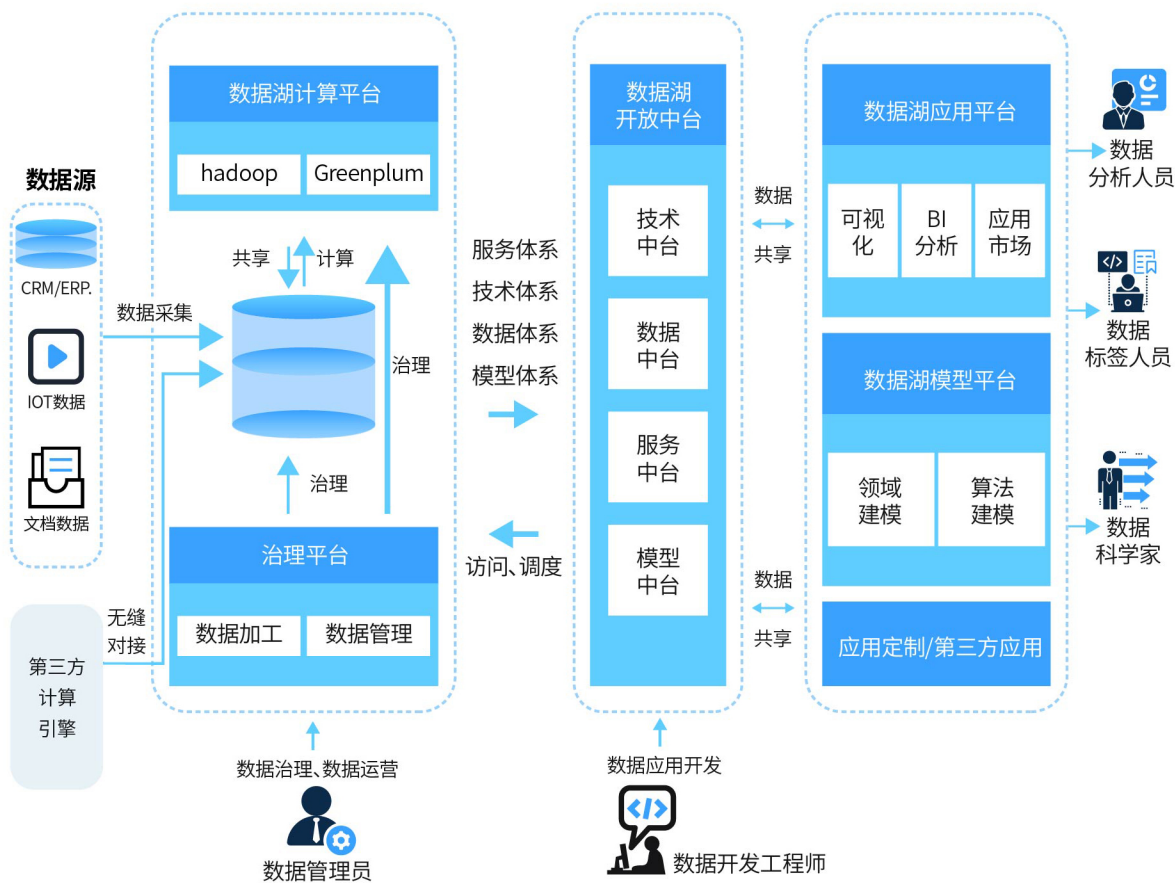 数据源
CRM/ERP.
IOT数据
文档数据
第三方
计算
引擎
数据采集
无缝
对接
数据湖计算平台
hadoop
Greenplum
共享
计算
治理
治理
治理平台
数据加工
数据管理
数据治理、数据运营
数据管理员
服务体系
技术体系
数据体系
模型体系
访问、调度
数据湖
开放中台
技术
中台
数据
中台
服务
中台
模型
中台
数据应用开发
数据开发工程师
数据
共享
数据
共享
数据湖应用平台
可视
化
BI
分析
应用
市场
数据湖模型平台
领域
建模
算法
建模
应用定制/第三方应用
数据
分析人员
数据
标签人员
数据
科学家